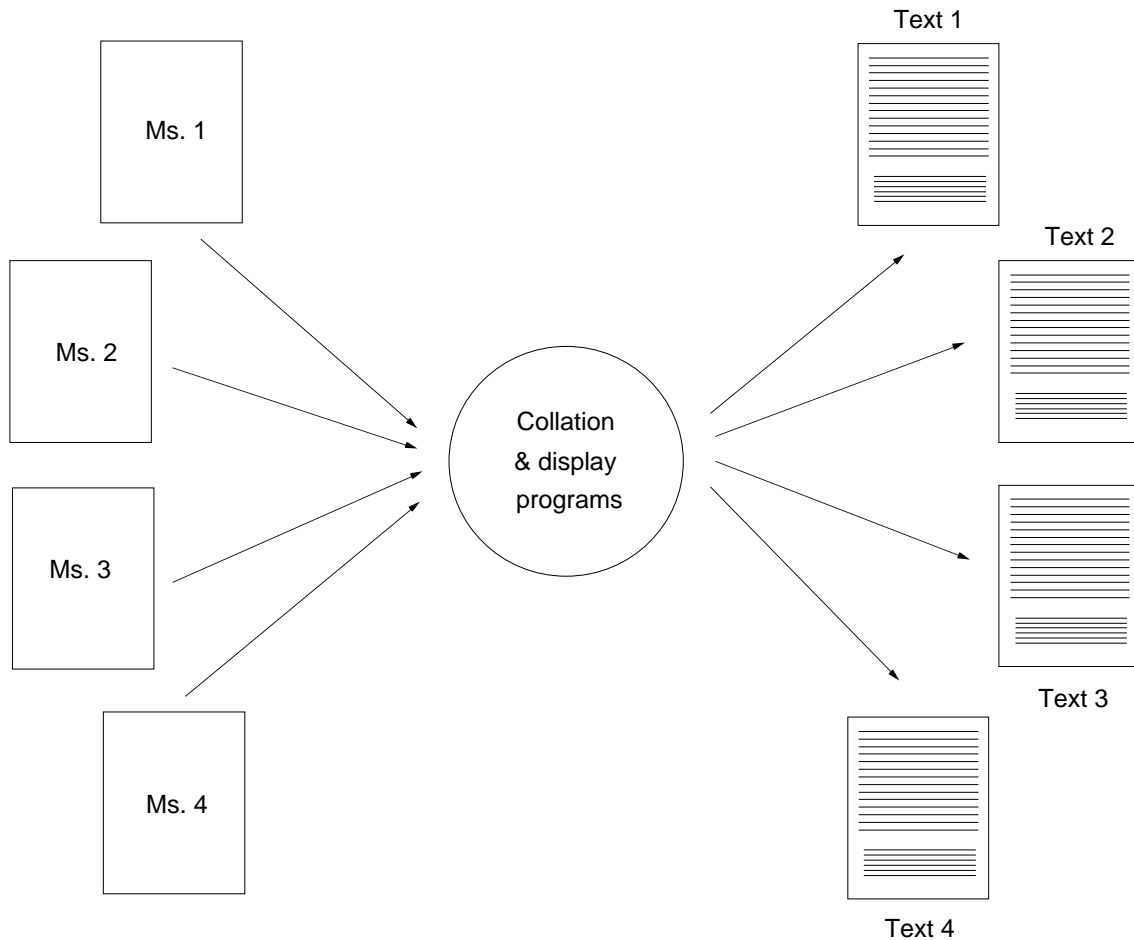 Ms. 1
Ms. 2
Ms. 3
Ms. 4
Collation
& display
programs
Text 1
Text 2
Text 3
Text 4